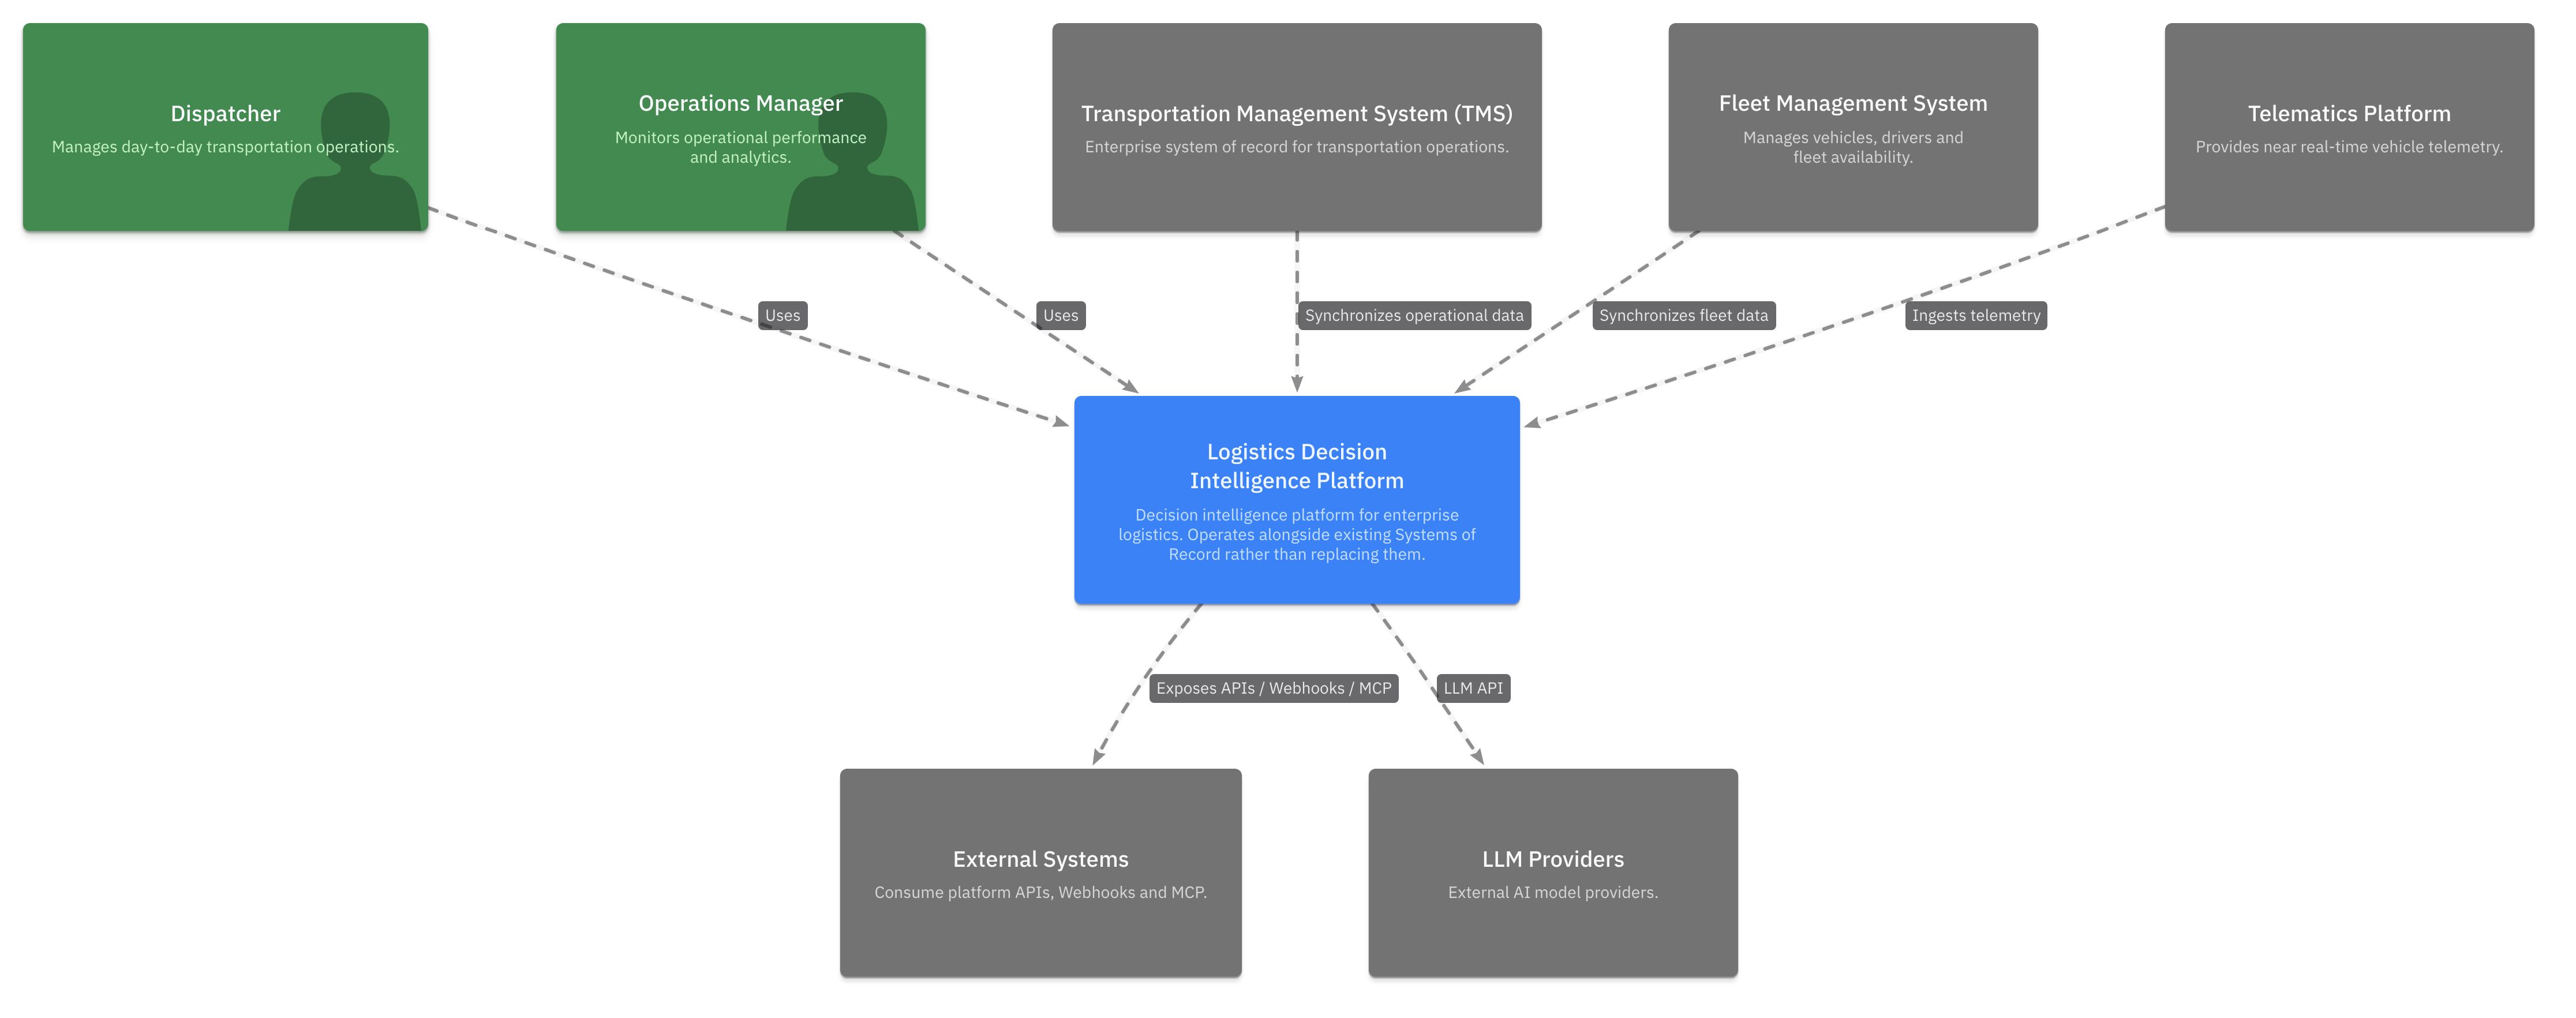 Dispatcher
Manages day-to-day transportation operations.
Operations Manager
Monitors operational performance
and analytics.
Transportation Management System (TMS)
Enterprise system of record for transportation operations.
Fleet Management System
Manages vehicles, drivers and
fleet availability.
Telematics Platform
Provides near real-time vehicle telemetry.
Uses
Uses
Synchronizes operational data
Synchronizes fleet data
Ingests telemetry
Logistics Decision
Intelligence Platform
Decision intelligence platform for enterprise
logistics. Operates alongside existing Systems of
Record rather than replacing them.
Exposes APIs / Webhooks / MCP
LLM API
External Systems
Consume platform APIs, Webhooks and MCP.
LLM Providers
External AI model providers.